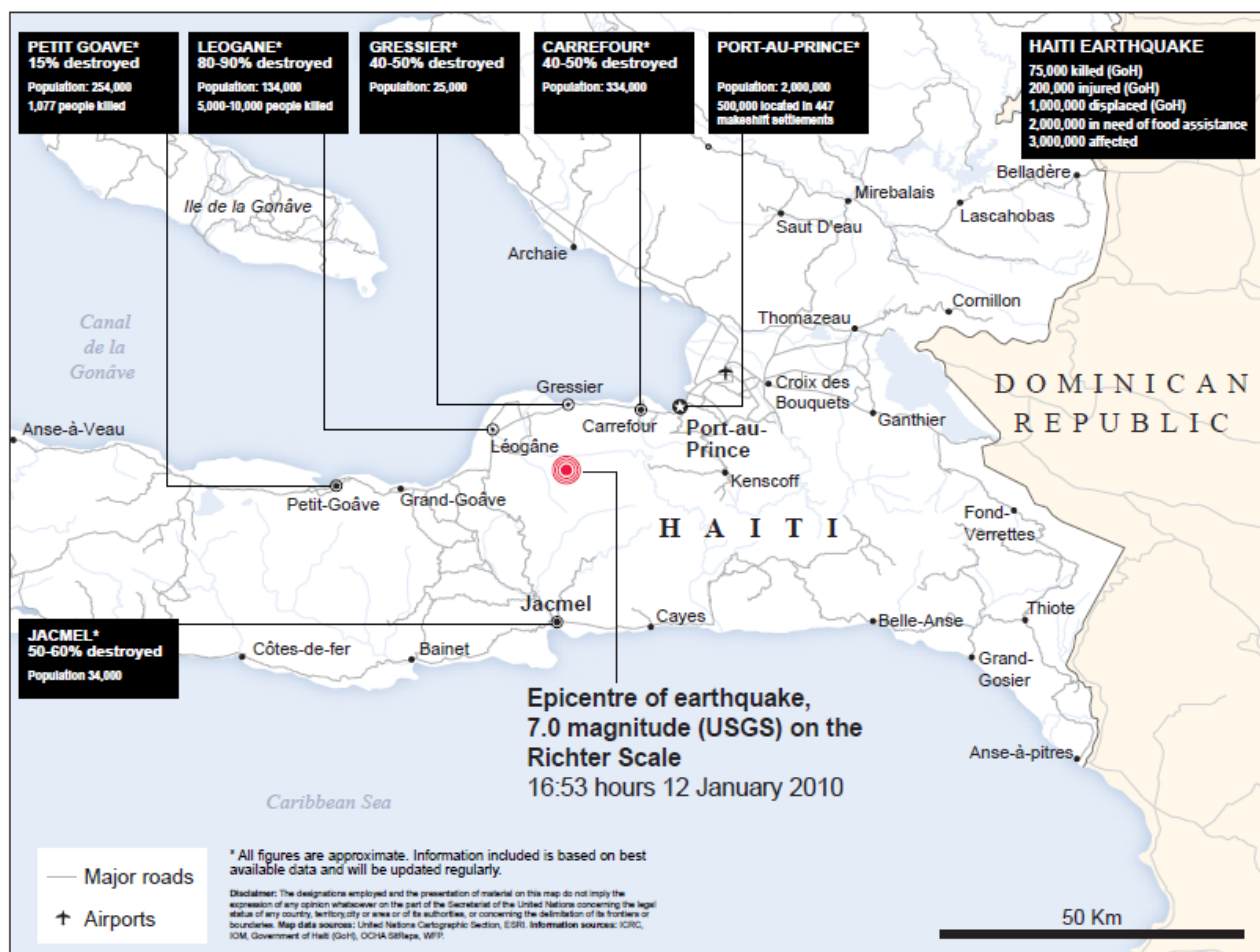 PETIT GOAVE*
15% destroyed
Population: 254,000
1,077 people killed
LEOGANE*
80-90% destroyed
Population: 134,000
5,000-10,000 people killed
GRESSIER*
40-50% destroyed
Population: 25,000
CARREFOUR*
40-50% destroyed
Population: 334,000
PORT-AU-PRINCE*
Population: 2,000,000
500,000 located in 447
makeshift settlements
HAITI EARTHQUAKE
75,000 killed (GoH)
200,000 injured (GoH)
1,000,000 displaced (GoH)
2,000,000 in need of food assistance
3,000,000 affected
Belladère
Mirebalais
Lascahobas
Ile de la Gonâve
Saut D'eau
Archaie
Cornillon
Canal
de la
Gonâve
Thomazeau
Gressier
Croix des
Bouquets
DOMINICAN
REPUBLIC
Ganthier
Anse-à-Veau
Carrefour
Port-au-
Prince
Léogâne
Kenscoff
Petit-Goâve
Grand-Goâve
HAITI
Fond-
Verrettes
Jacmel
Cayes
Belle-Anse
Thiote
JACMEL*
50-60% destroyed
Population 34,000
Côtes-de-fer
Bainet
Grand-
Gosier
Epicentre of earthquake,
7.0 magnitude (USGS) on the
Richter Scale
16:53 hours 12 January 2010
Anse-à-pitres
Caribbean Sea
Major roads
Airports
* All figures are approximate. Information included is based on best
available data and will be updated regularly.
Disclaimer: The designations employed and the presentation of material on this map do not imply the
expression of any opinion whatsoever on the part of the Secretariat of the United Nations concerning the legal
status of any country, territory,city or area or of its authorities, or concerning the delimitation of its frontiers or
boundaries. Map data sources: United Nations Cartographic Section, ESRI. Information sources: ICRC,
IOM, Government of Haiti (GoH), OCHA SitReps, WFP.
50 Km